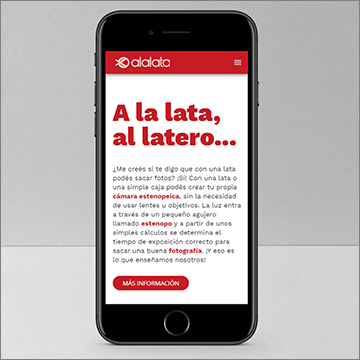 alalata
A la lata,
al latero...
¿Me creés si te digo que con una lata
podés sacar fotos? ¡Sí! Con una lata o
una simple caja podés crear tu propia
cámara estenopeica, sin la necesidad
de usar lentes u objetivos. La luz entra
a través de un pequeño agujero
llamado estenopo y a partir de unos
simples cálculos se determina el
tiempo de exposición correcto para
sacar una buena fotografía. ¡Y eso es
lo que enseñamos nosotros!
MÁS INFORMACIÓN